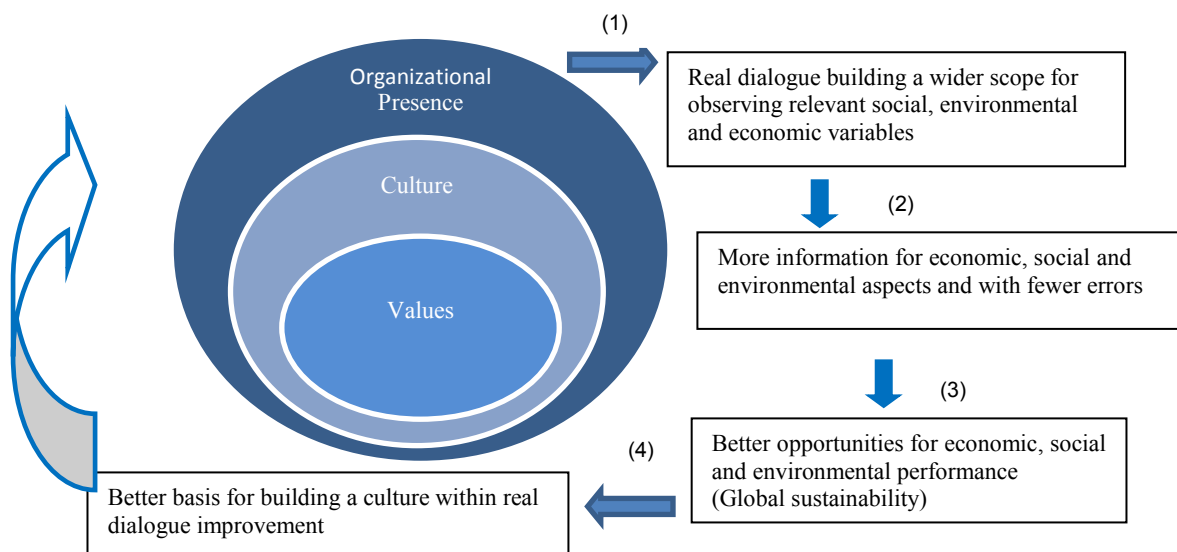 (1)
Organizational
Presence
Culture
Values
Real dialogue building a wider scope for
observing relevant social, environmental
and economic variables
(2)
More information for economic, social and
environmental aspects and with fewer errors
(3)
Better opportunities for economic, social
and environmental performance
(Global sustainability)
(4)
Better basis for building a culture within real
dialogue improvement